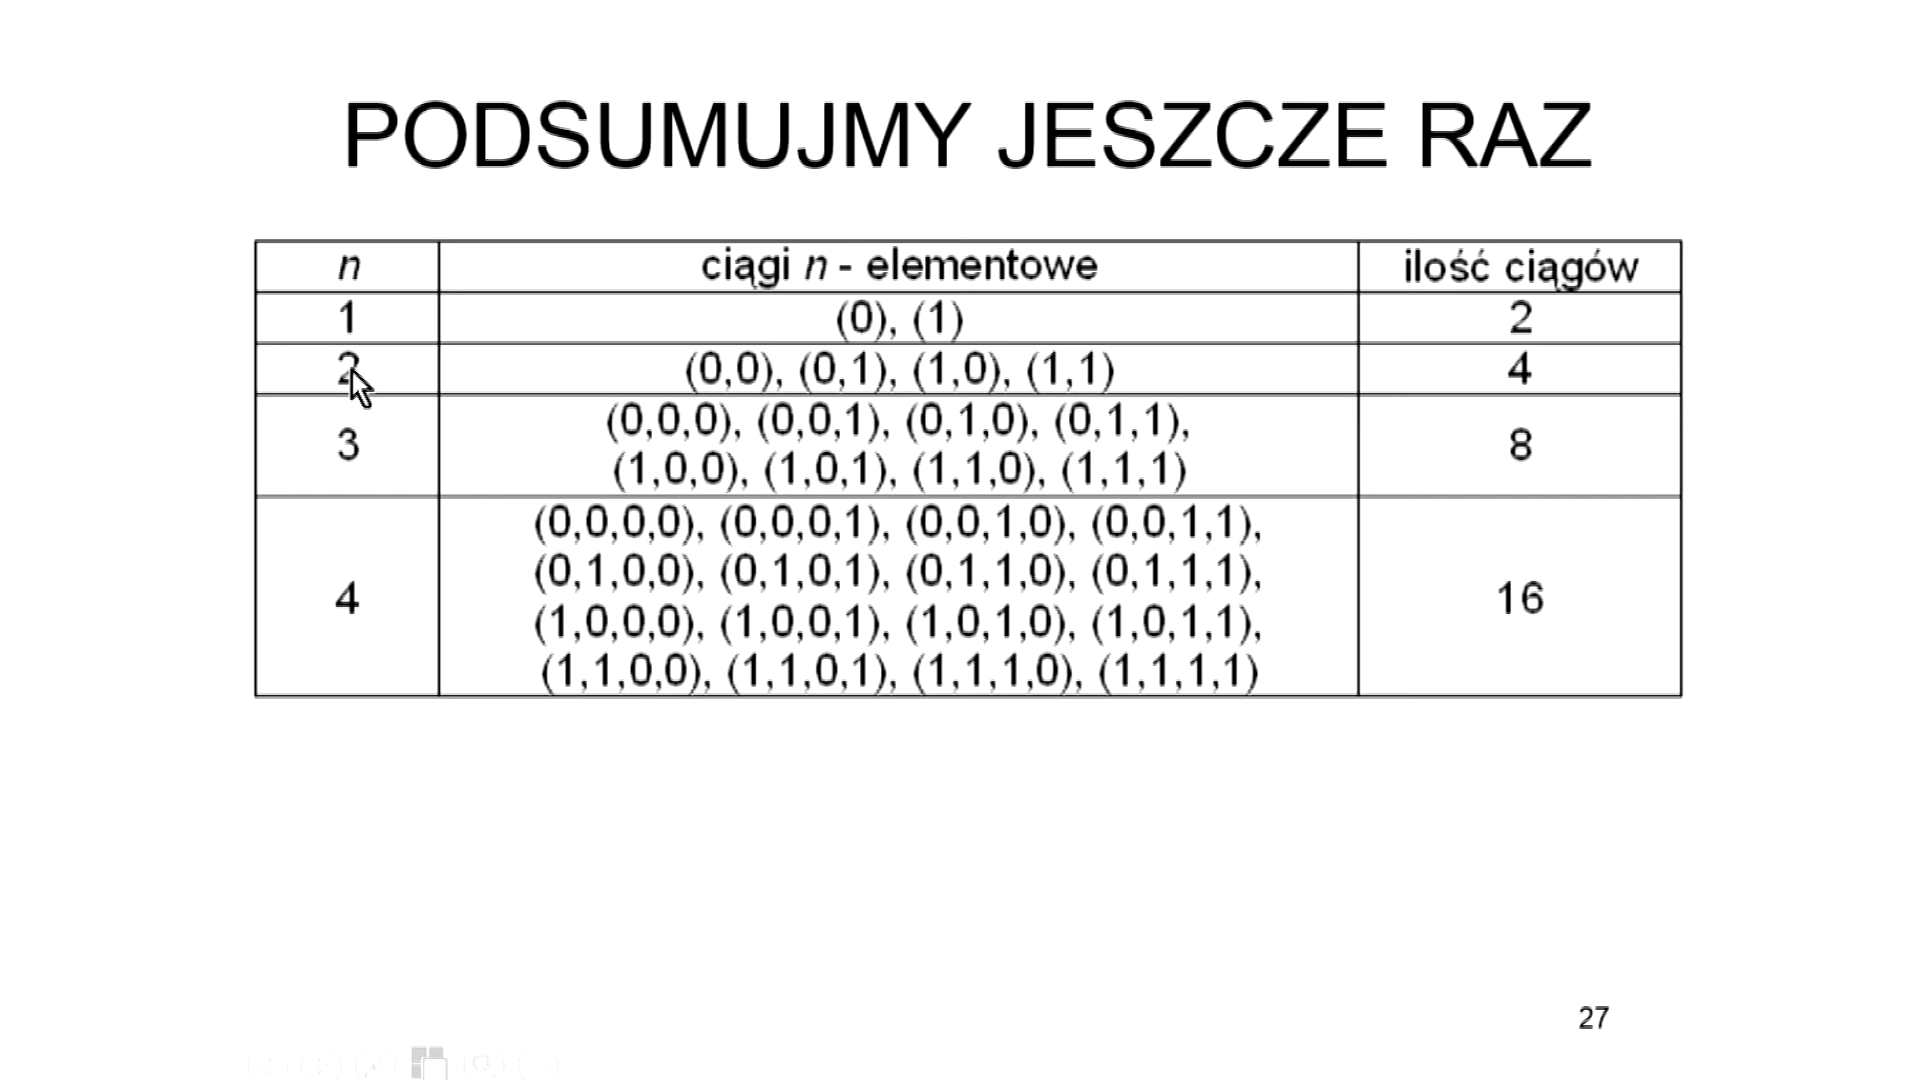 PODSUMUJMY JESZCZE RAZ
n ciągi n - elementowe ilość ciągów
1 (0), (1) 2
2 (0,0), (0,1), (1,0), (1,1) 4
3 (0,0,0), (0,0,1), (0,1,0), (0,1,1), 8
(1,0,0), (1,0,1), (1,1,0), (1,1,1)
4 (0,0,0,0), (0,0,0,1), (0,0,1,0), (0,0,1,1), 16
(0,1,0,0), (0,1,0,1), (0,1,1,0), (0,1,1,1),
(1,0,0,0), (1,0,0,1), (1,0,1,0), (1,0,1,1),
(1,1,0,0), (1,1,0,1), (1,1,1,0), (1,1,1,1)
27